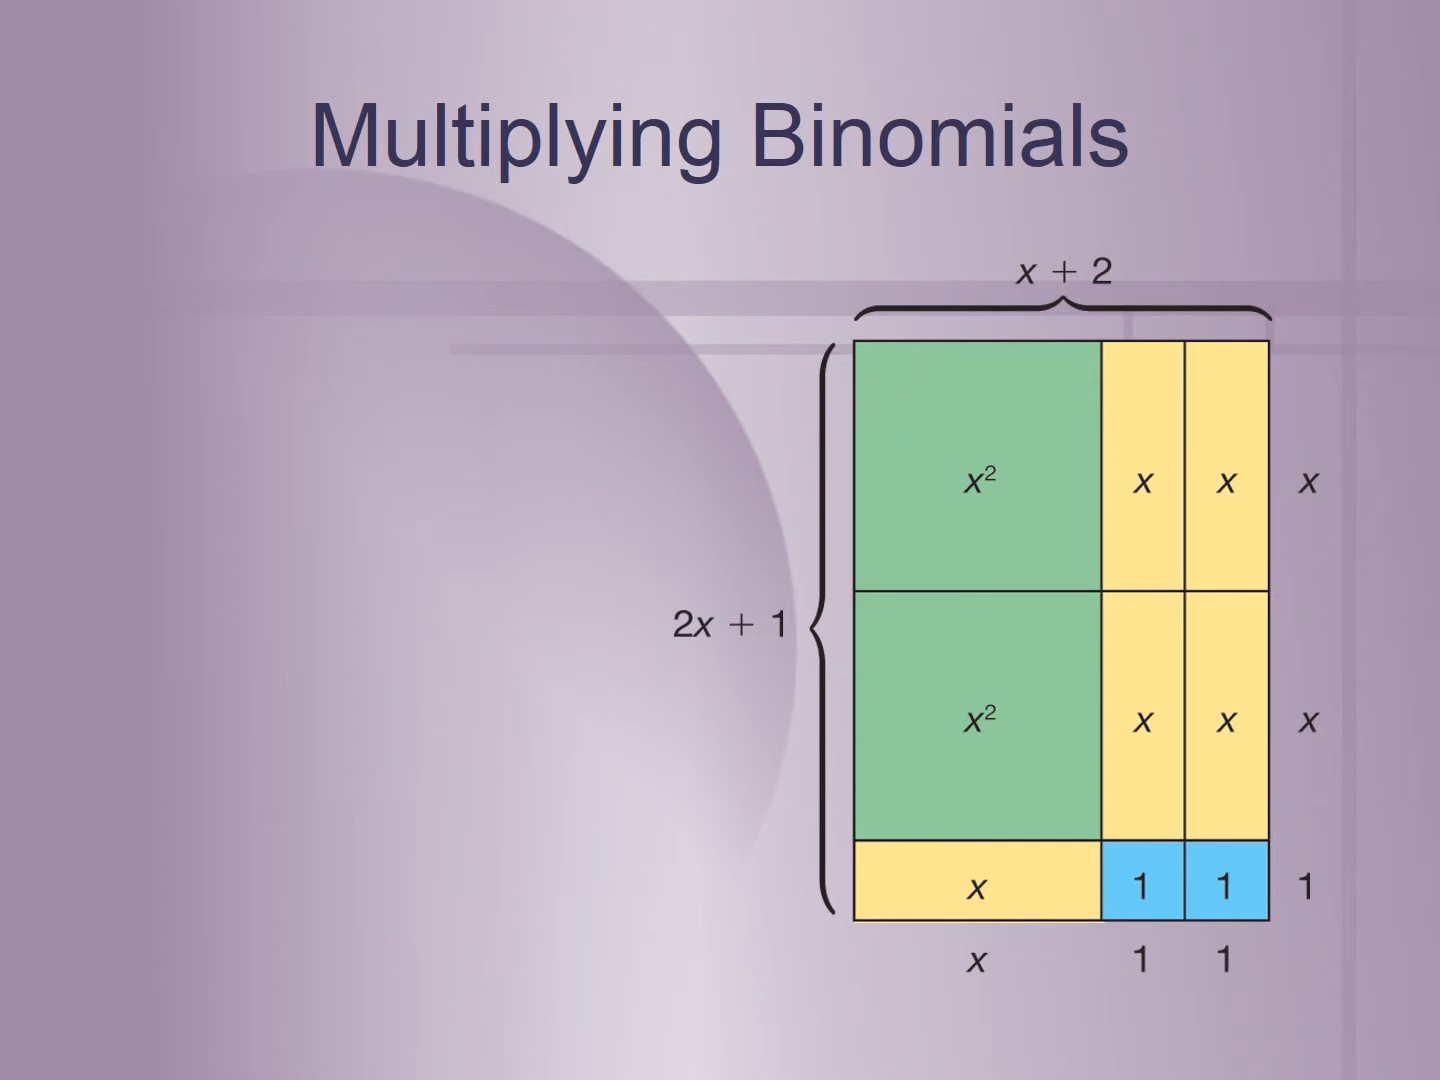 Multiplying Binomials
x + 2
x² x x x
2x + 1
x² x x x
x 1 1 1
x 1 1